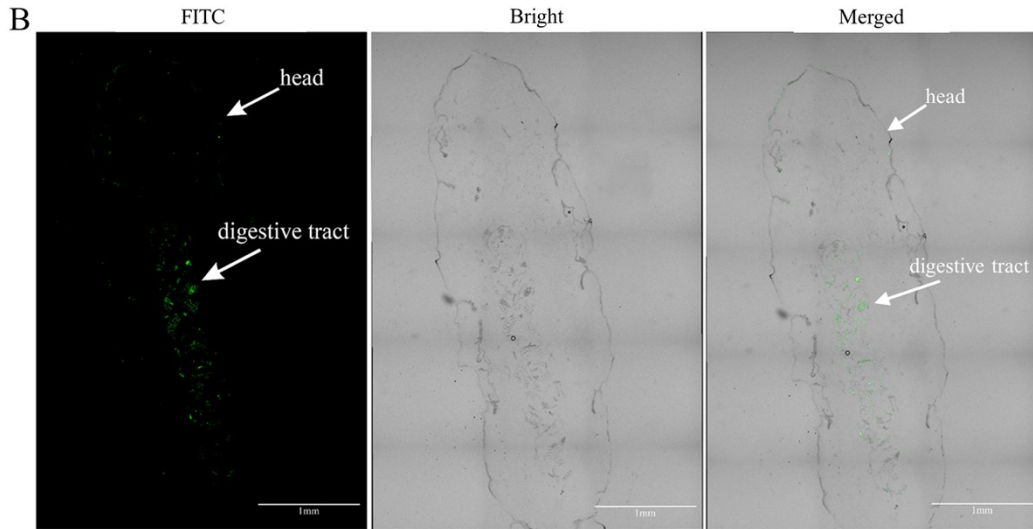 B
FITC
Bright
Merged
head
digestive tract
1mm
1mm
head
digestive tract
1mm